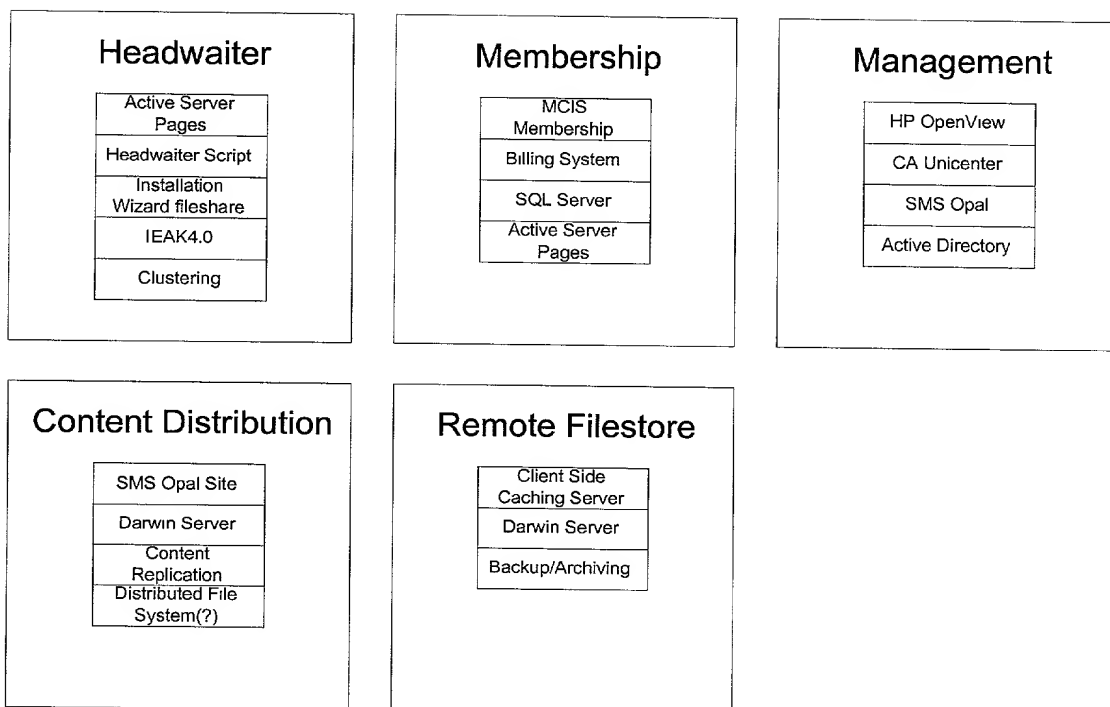 Headwaiter
Active Server
Pages
Headwaiter Script
Installation
Wizard fileshare
IEAK4.0
Clustering
Membership
MCIS
Membership
Billing System
SQL Server
Active Server
Pages
Management
HP OpenView
CA Unicenter
SMS Opal
Active Directory
Content Distribution
SMS Opal Site
Darwin Server
Content
Replication
Distributed File
System(?)
Remote Filestore
Client Side
Caching Server
Darwin Server
Backup/Archiving